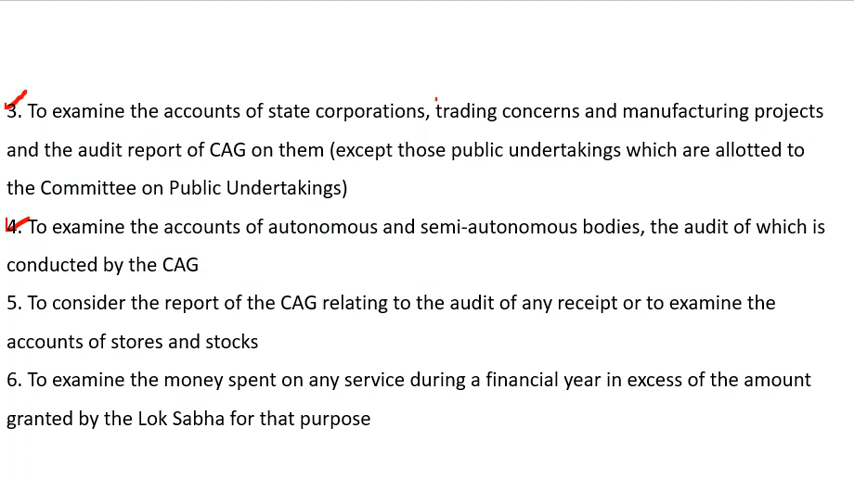 3. To examine the accounts of state corporations, trading concerns and manufacturing projects
and the audit report of CAG on them (except those public undertakings which are allotted to
the Committee on Public Undertakings)
4. To examine the accounts of autonomous and semi-autonomous bodies, the audit of which is
conducted by the CAG
5. To consider the report of the CAG relating to the audit of any receipt or to examine the
accounts of stores and stocks
6. To examine the money spent on any service during a financial year in excess of the amount
granted by the Lok Sabha for that purpose